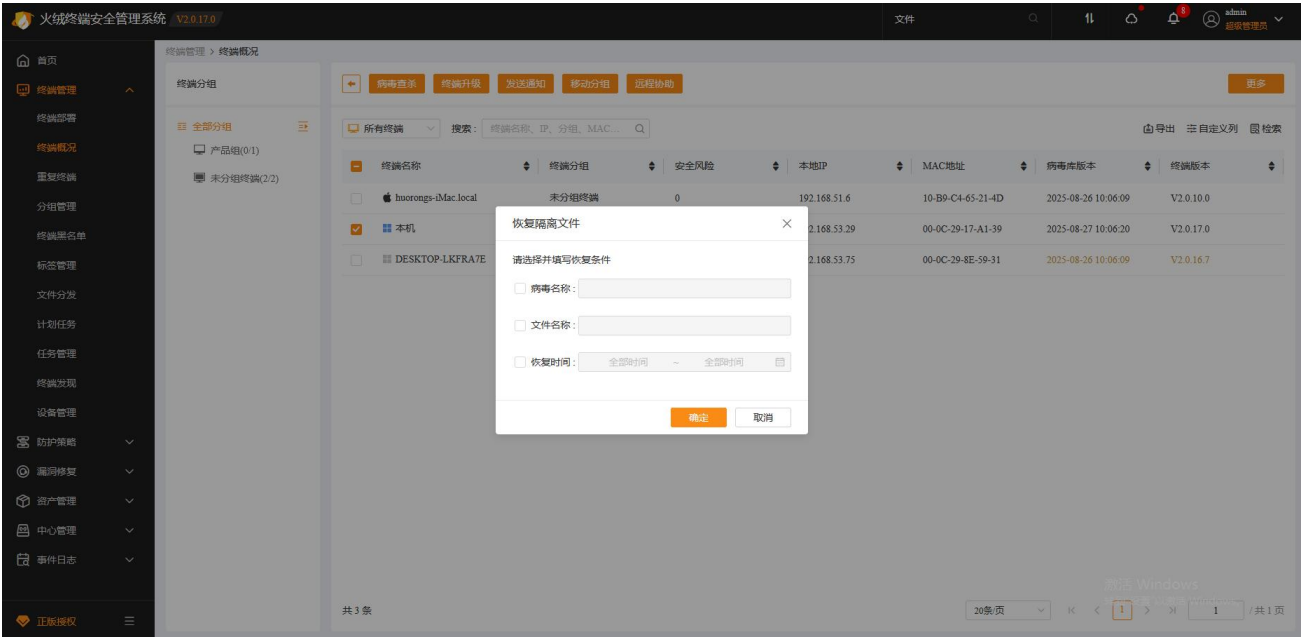 火绒终端安全管理系统 V2.0.17.0
文件
8
admin
超级管理员
首页
终端管理
终端部署
终端概况
重复终端
分组管理
终端黑名单
标签管理
文件分发
计划任务
任务管理
终端发现
设备管理
防护策略
漏洞修复
资产管理
中心管理
事件日志
正版授权
终端管理 > 终端概况
终端分组
全部分组
产品组(0/1)
未分组终端(2/2)
病毒查杀 终端升级 发送通知 移动分组 远程协助 更多
所有终端 搜索: 终端名称、IP、分组、MAC... 导出 自定义列 检索
终端名称 终端分组 安全风险 本地IP MAC地址 病毒库版本 终端版本
huorongs-iMac.local 未分组终端 0 192.168.51.6 10-B9-C4-65-21-4D 2025-08-26 10:06:09 V2.0.10.0
本机 2.168.53.29 00-0C-29-17-A1-39 2025-08-27 10:06:20 V2.0.17.0
DESKTOP-LKFRA7E 2.168.53.75 00-0C-29-8E-59-31 2025-08-26 10:06:09 V2.0.16.7
恢复隔离文件
请选择并填写恢复条件
病毒名称:
文件名称:
恢复时间: 全部时间 – 全部时间
确定 取消
激活 Windows
共 3 条 20条/页 1 1 /共 1 页